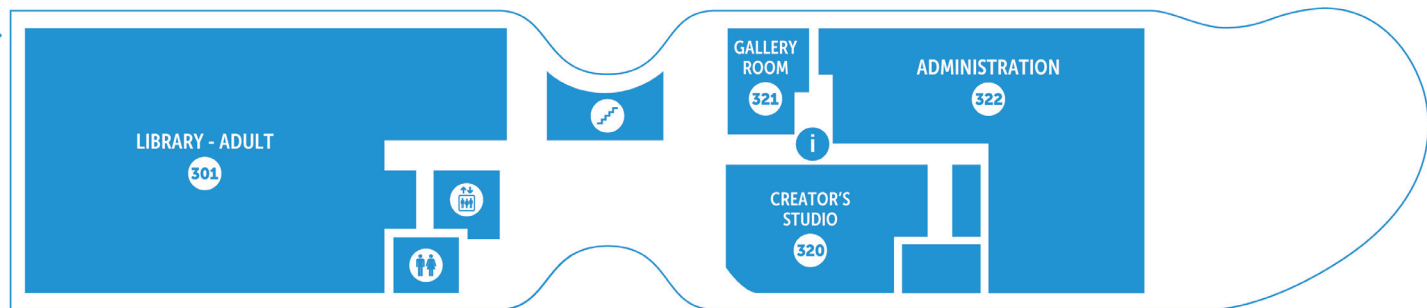 LIBRARY - ADULT
301
GALLERY
ROOM
321
ADMINISTRATION
322
i
CREATOR'S
STUDIO
320